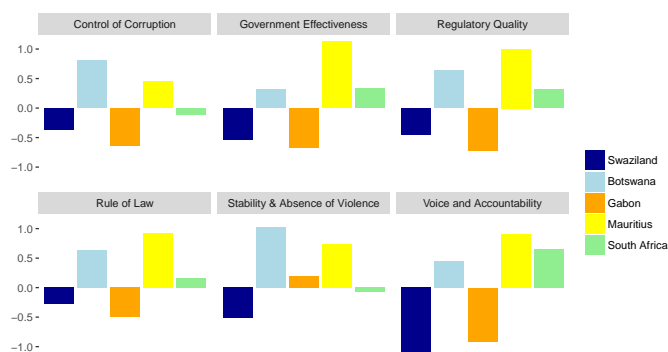 Control of Corruption
Government Effectiveness
Regulatory Quality
1.0
0.5
0.0
−0.5
−1.0
Rule of Law
Stability & Absence of Violence
Voice and Accountability
1.0
0.5
0.0
−0.5
−1.0
Swaziland
Botswana
Gabon
Mauritius
South Africa